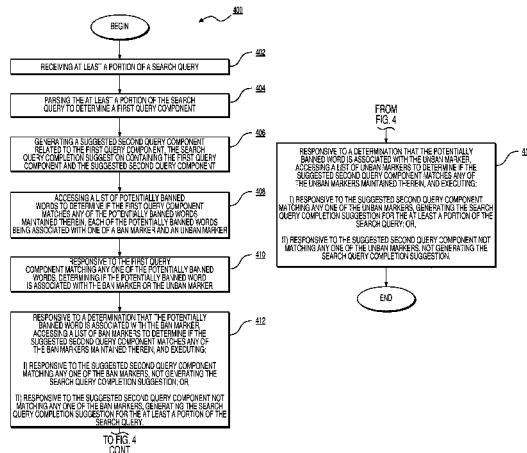 400
BEGIN
RECEIVING AT LEAST A PORTION OF A SEARCH QUERY
402
PARSING THE AT LEAST A PORTION OF THE SEARCH
QUERY TO DETERMINE A FIRST QUERY COMPONENT
404
GENERATING A SUGGESTED SECOND QUERY COMPONENT
RELATED TO THE FIRST QUERY COMPONENT, THE SEARCH
QUERY COMPLETION SUGGESTION CONTAINING THE FIRST QUERY
COMPONENT AND THE SUGGESTED SECOND QUERY COMPONENT
406
ACCESSING A LIST OF POTENTIALLY BANNED
WORDS TO DETERMINE IF THE FIRST QUERY COMPONENT
MATCHES ANY OF THE POTENTIALLY BANNED WORDS
MAINTAINED THEREIN, EACH OF THE POTENTIALLY BANNED WORDS
BEING ASSOCIATED WITH ONE OF A BAN MARKER AND AN UNBAN MARKER
408
RESPONSIVE TO THE FIRST QUERY
COMPONENT MATCHING ANY ONE OF THE POTENTIALLY BANNED
WORDS, DETERMINING IF THE POTENTIALLY BANNED WORD
IS ASSOCIATED WITH THE BAN MARKER OR THE UNBAN MARKER
410
RESPONSIVE TO A DETERMINATION THAT THE POTENTIALLY
BANNED WORD IS ASSOCIATED WITH THE BAN MARKER,
ACCESSING A LIST OF BAN MARKERS TO DETERMINE IF THE
SUGGESTED SECOND QUERY COMPONENT MATCHES ANY OF
THE BAN MARKERS MAINTAINED THEREIN, AND EXECUTING:
I) RESPONSIVE TO THE SUGGESTED SECOND QUERY COMPONENT
MATCHING ANY ONE OF THE BAN MARKERS, NOT GENERATING THE
SEARCH QUERY COMPLETION SUGGESTION; OR,
II) RESPONSIVE TO THE SUGGESTED SECOND QUERY COMPONENT NOT
MATCHING ANY ONE OF THE BAN MARKERS, GENERATING THE SEARCH
QUERY COMPLETION SUGGESTION FOR THE AT LEAST A PORTION OF THE
SEARCH QUERY.
412
TO FIG. 4
CONT.
FROM
FIG. 4
RESPONSIVE TO A DETERMINATION THAT THE POTENTIALLY
BANNED WORD IS ASSOCIATED WITH THE UNBAN MARKER,
ACCESSING A LIST OF UNBAN MARKERS TO DETERMINE IF THE
SUGGESTED SECOND QUERY COMPONENT MATCHES ANY OF
THE UNBAN MARKERS MAINTAINED THEREIN, AND EXECUTING:
I) RESPONSIVE TO THE SUGGESTED SECOND QUERY COMPONENT
MATCHING ANY ONE OF THE UNBAN MARKERS, GENERATING THE SEARCH
QUERY COMPLETION SUGGESTION FOR THE AT LEAST A PORTION OF THE
SEARCH QUERY; OR,
II) RESPONSIVE TO THE SUGGESTED SECOND QUERY COMPONENT NOT
MATCHING ANY ONE OF THE UNBAN MARKERS, NOT GENERATING THE
SEARCH QUERY COMPLETION SUGGESTION.
END